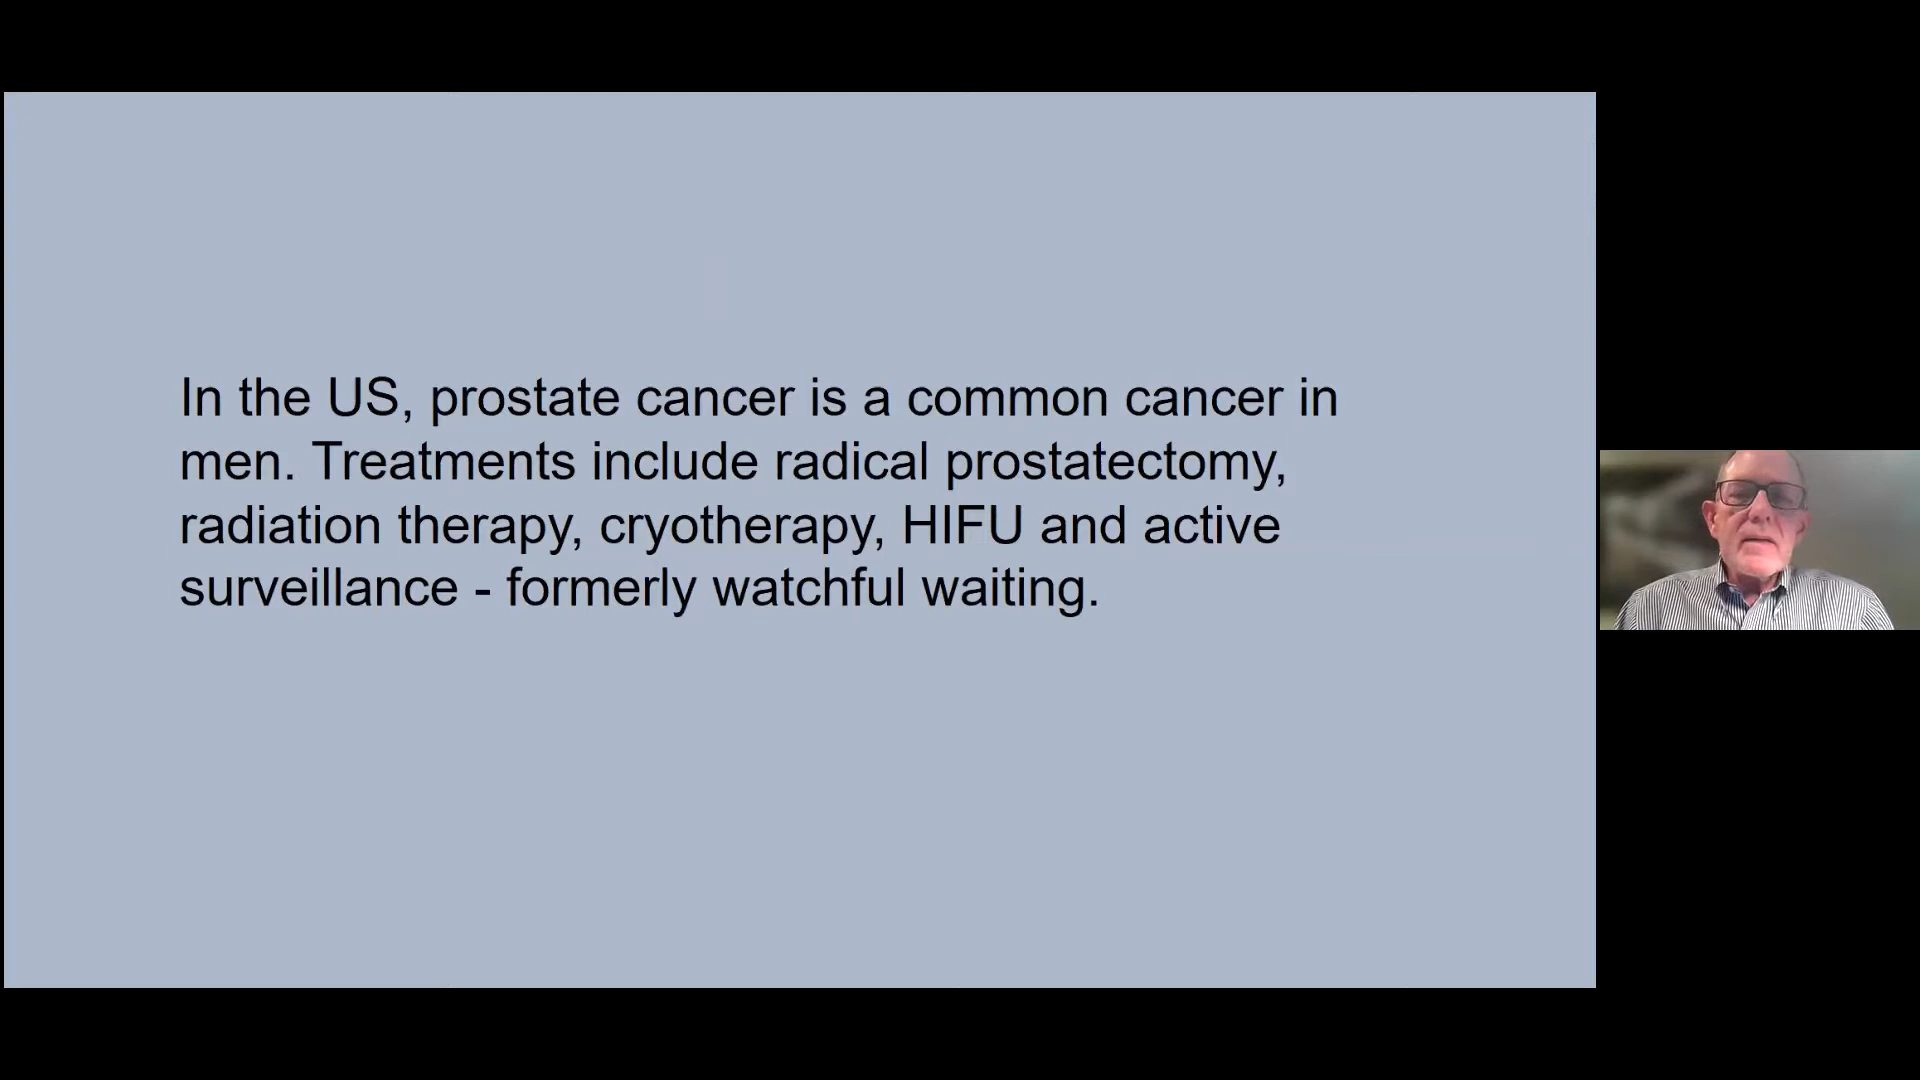 In the US, prostate cancer is a common cancer in
men. Treatments include radical prostatectomy,
radiation therapy, cryotherapy, HIFU and active
surveillance - formerly watchful waiting.